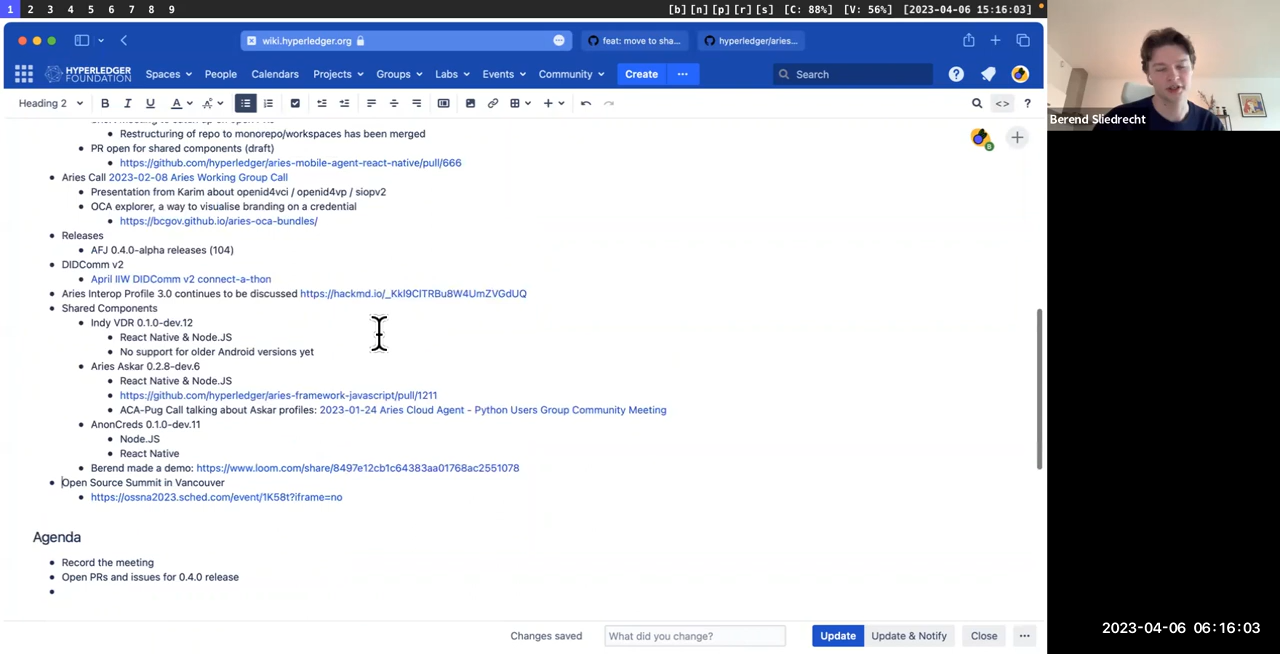 1 2 3 4 5 6 7 8 9 [b][n][p][r][s] [C: 88%] [V: 56%] [2023-04-06 15:16:03]
wiki.hyperledger.org feat: move to sha... hyperledger/aries...
HYPERLEDGER FOUNDATION Spaces People Calendars Projects Groups Labs Events Community Create Search
Heading 2 B I U A
Berend Sliedrecht
Restructuring of repo to monorepo/workspaces has been merged
PR open for shared components (draft)
https://github.com/hyperledger/aries-mobile-agent-react-native/pull/666
Aries Call 2023-02-08 Aries Working Group Call
Presentation from Karim about openid4vci / openid4vp / siopv2
OCA explorer, a way to visualise branding on a credential
https://bcgov.github.io/aries-oca-bundles/
Releases
AFJ 0.4.0-alpha releases (104)
DIDComm v2
April IIW DIDComm v2 connect-a-thon
Aries Interop Profile 3.0 continues to be discussed https://hackmd.io/_KkI9ClTRBu8W4UmZVGdUQ
Shared Components
Indy VDR 0.1.0-dev.12
React Native & Node.JS
No support for older Android versions yet
Aries Askar 0.2.8-dev.6
React Native & Node.JS
https://github.com/hyperledger/aries-framework-javascript/pull/1211
ACA-Pug Call talking about Askar profiles: 2023-01-24 Aries Cloud Agent - Python Users Group Community Meeting
AnonCreds 0.1.0-dev.11
Node.JS
React Native
Berend made a demo: https://www.loom.com/share/8497e12cb1c64383aa01768ac2551078
Open Source Summit in Vancouver
https://ossna2023.sched.com/event/1K58t?iframe=no
Agenda
Record the meeting
Open PRs and issues for 0.4.0 release
Changes saved What did you change? Update Update & Notify Close
2023-04-06 06:16:03